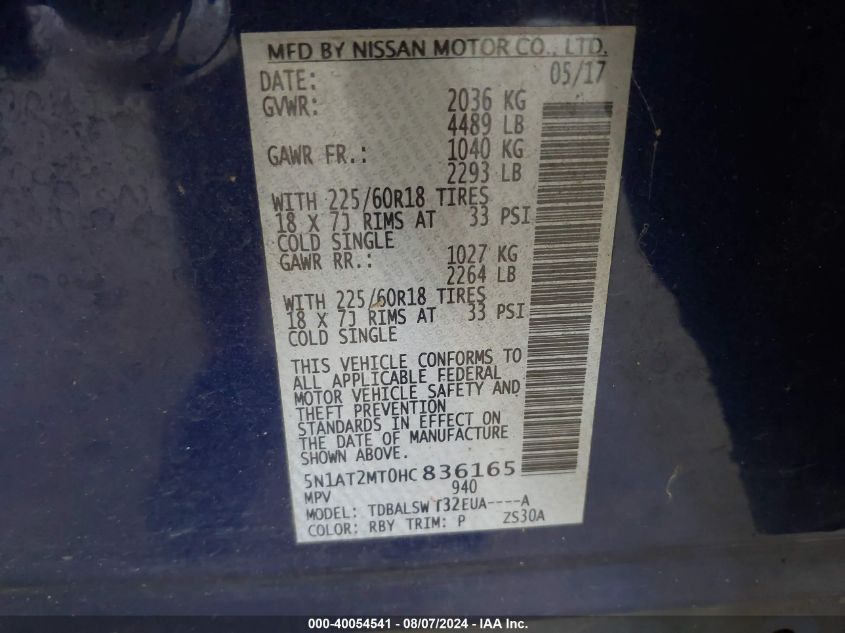 MFD BY NISSAN MOTOR CO., LTD.
DATE: 05/17
GVWR: 2036 KG
4489 LB
GAWR FR.: 1040 KG
2293 LB
WITH 225/60R18 TIRES
18 X 7J RIMS AT 33 PSI
COLD SINGLE
GAWR RR.: 1027 KG
2264 LB
WITH 225/60R18 TIRES
18 X 7J RIMS AT 33 PSI
COLD SINGLE
THIS VEHICLE CONFORMS TO
ALL APPLICABLE FEDERAL
MOTOR VEHICLE SAFETY AND
THEFT PREVENTION
STANDARDS IN EFFECT ON
THE DATE OF MANUFACTURE
SHOWN ABOVE.
5N1AT2MT0HC836165
MPV 940
MODEL: TDBALSW T32EUA----A
COLOR: RBY TRIM: P ZS30A
000-40054541 - 08/07/2024 - IAA Inc.